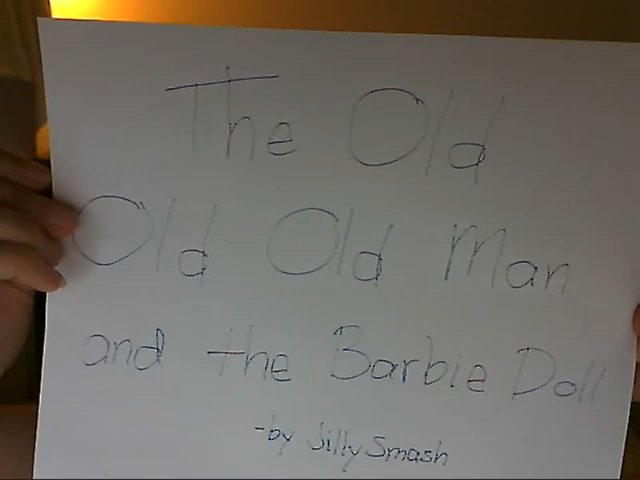 The Old
Old Old Man
and the Barbie Doll
-by Jilly Smash